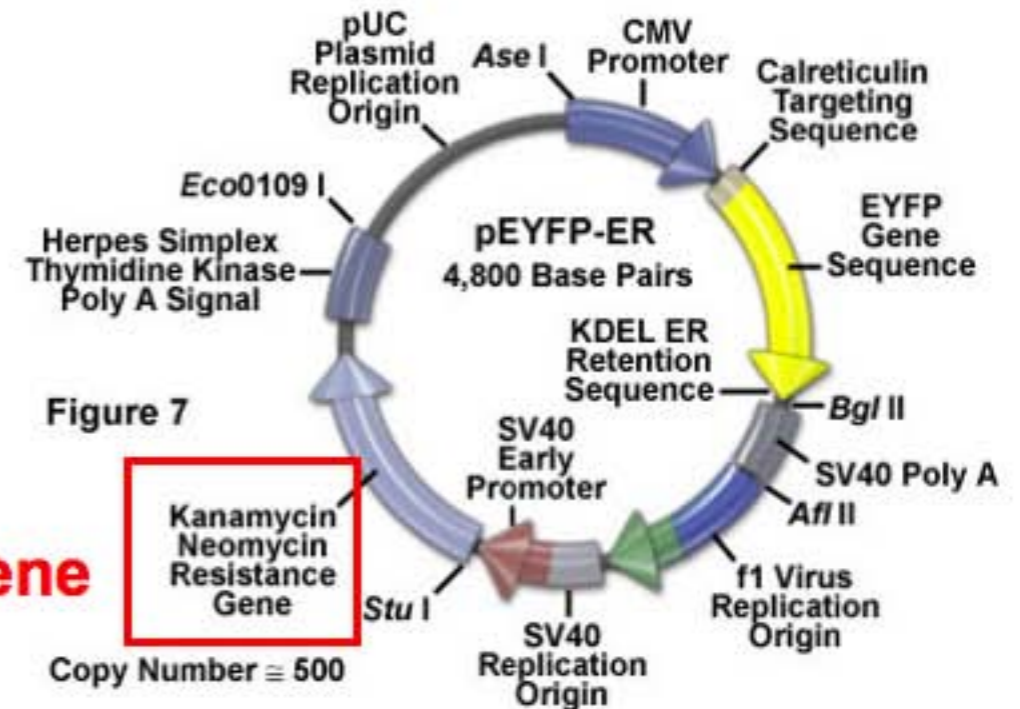 pUC
Plasmid
Replication
Origin
Ase I
CMV
Promoter
Calreticulin
Targeting
Sequence
Eco0109 I
EYFP
Gene
Sequence
pEYFP-ER
4,800 Base Pairs
Herpes Simplex
Thymidine Kinase
Poly A Signal
KDEL ER
Retention
Sequence
Bgl II
Figure 7
SV40
Early
Promoter
SV40 Poly A
Afl II
Kanamycin
Neomycin
Resistance
Gene
ene
Stu I
f1 Virus
Replication
Origin
SV40
Replication
Origin
Copy Number ≅ 500